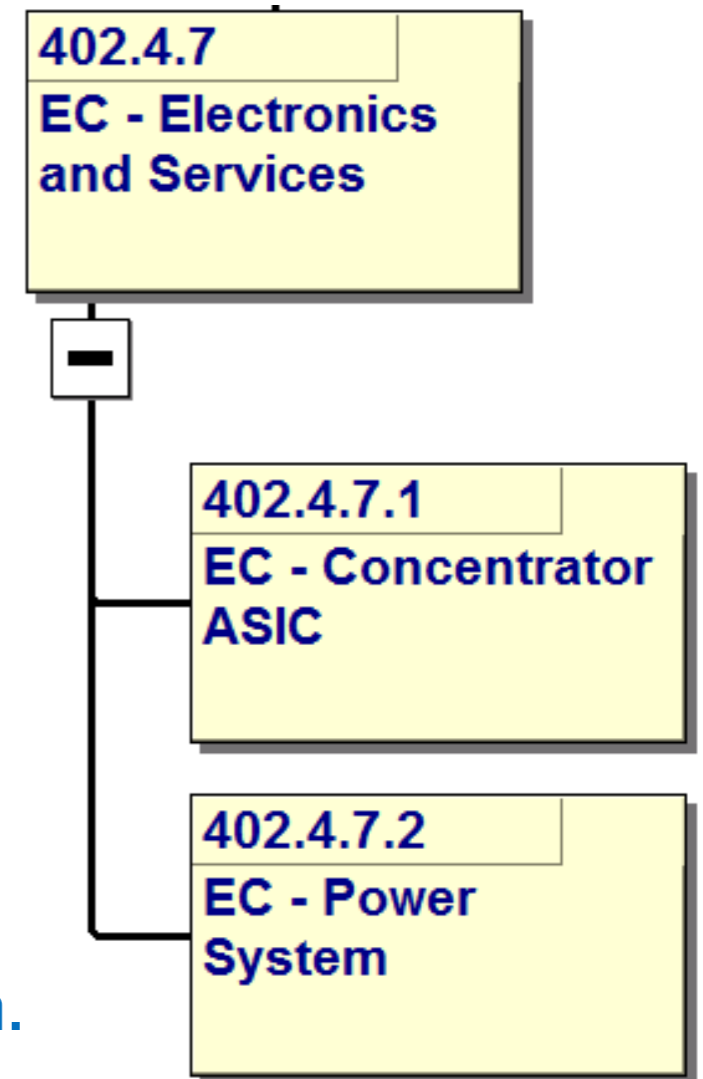 402.4.7
EC - Electronics
and Services
402.4.7.1
EC - Concentrator
ASIC
402.4.7.2
EC - Power
System